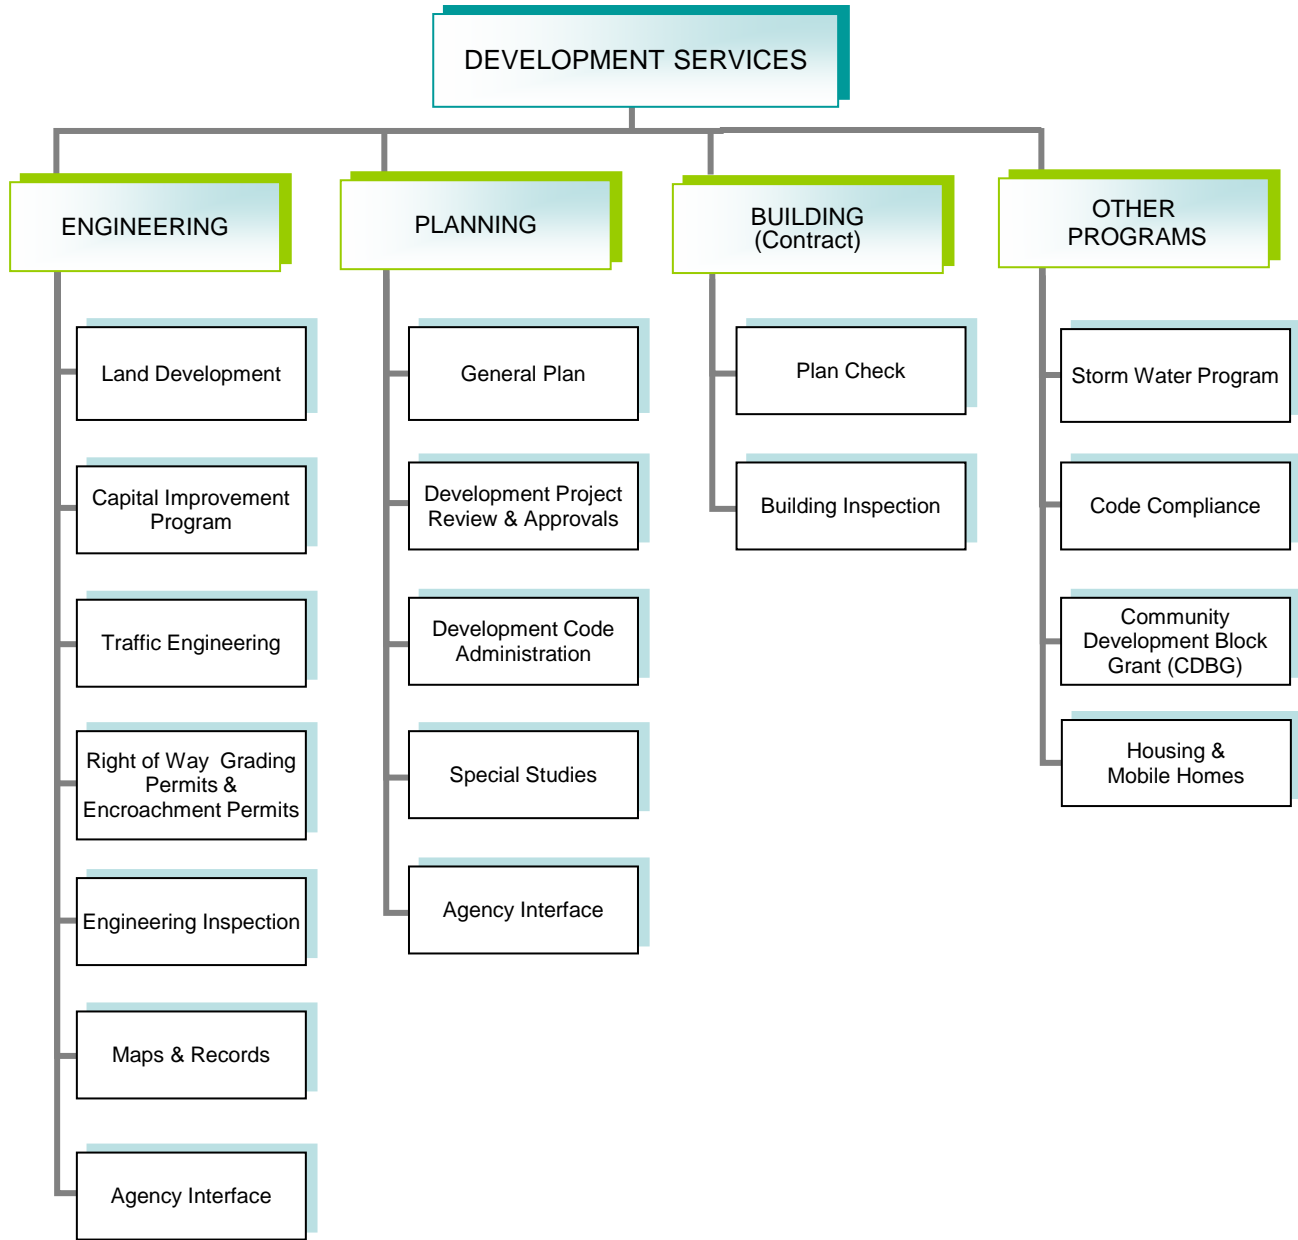 DEVELOPMENT SERVICES
ENGINEERING
Land Development
Capital Improvement
Program
Traffic Engineering
Right of Way  Grading
Permits &
Encroachment Permits
Engineering Inspection
Maps & Records
Agency Interface
PLANNING
General Plan
Development Project
Review & Approvals
Development Code
Administration
Special Studies
Agency Interface
BUILDING
(Contract)
Plan Check
Building Inspection
OTHER
PROGRAMS
Storm Water Program
Code Compliance
Community
Development Block
Grant (CDBG)
Housing &
Mobile Homes